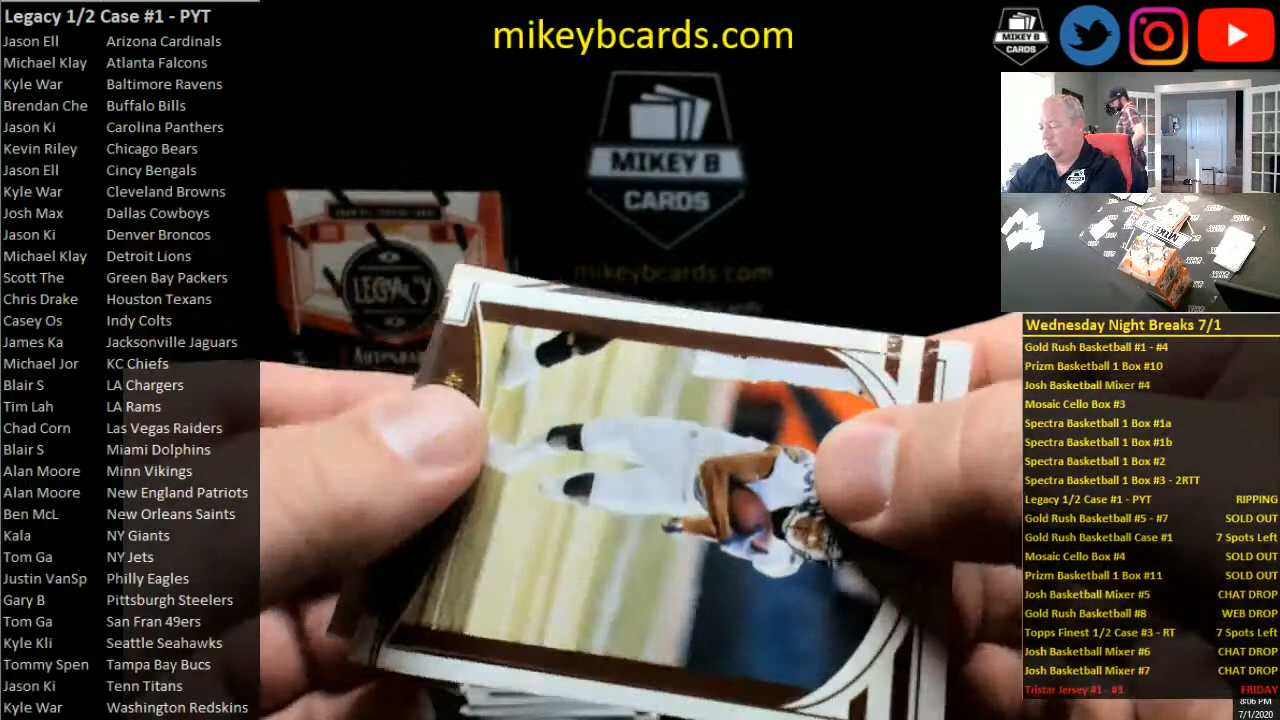 Legacy 1/2 Case #1 - PYT
Jason Ell Arizona Cardinals
Michael Klay Atlanta Falcons
Kyle War Baltimore Ravens
Brendan Che Buffalo Bills
Jason Ki Carolina Panthers
Kevin Riley Chicago Bears
Jason Ell Cincy Bengals
Kyle War Cleveland Browns
Josh Max Dallas Cowboys
Jason Ki Denver Broncos
Michael Klay Detroit Lions
Scott The Green Bay Packers
Chris Drake Houston Texans
Casey Os Indy Colts
James Ka Jacksonville Jaguars
Michael Jor KC Chiefs
Blair S LA Chargers
Tim Lah LA Rams
Chad Corn Las Vegas Raiders
Blair S Miami Dolphins
Alan Moore Minn Vikings
Alan Moore New England Patriots
Ben McL New Orleans Saints
Kala NY Giants
Tom Ga NY Jets
Justin VanSp Philly Eagles
Gary B Pittsburgh Steelers
Tom Ga San Fran 49ers
Kyle Kli Seattle Seahawks
Tommy Spen Tampa Bay Bucs
Jason Ki Tenn Titans
Kyle War Washington Redskins
mikeybcards.com
MIKEY B
CARDS
mikeybcards.com
LEGACY
MIKEY B
CARDS
MIKEY B
Wednesday Night Breaks 7/1
Gold Rush Basketball #1 - #4
Prizm Basketball 1 Box #10
Josh Basketball Mixer #4
Mosaic Cello Box #3
Spectra Basketball 1 Box #1a
Spectra Basketball 1 Box #1b
Spectra Basketball 1 Box #2
Spectra Basketball 1 Box #3 - 2RTT
Legacy 1/2 Case #1 - PYT RIPPING
Gold Rush Basketball #5 - #7 SOLD OUT
Gold Rush Basketball Case #1 7 Spots Left
Mosaic Cello Box #4 SOLD OUT
Prizm Basketball 1 Box #11 SOLD OUT
Josh Basketball Mixer #5 CHAT DROP
Gold Rush Basketball #8 WEB DROP
Topps Finest 1/2 Case #3 - RT 7 Spots Left
Josh Basketball Mixer #6 CHAT DROP
Josh Basketball Mixer #7 CHAT DROP
Tristar Jersey #1 - #3 FRIDAY
8:06 PM
7/1/2020